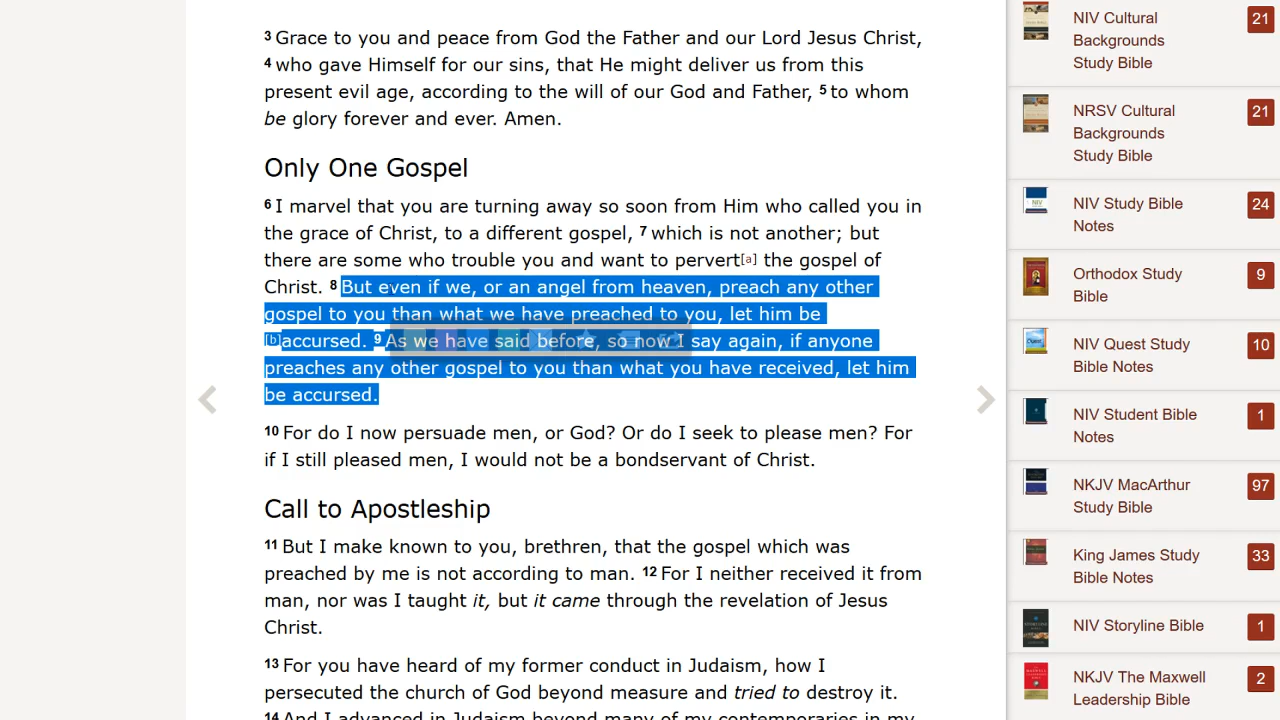 3 Grace to you and peace from God the Father and our Lord Jesus Christ,
4 who gave Himself for our sins, that He might deliver us from this
present evil age, according to the will of our God and Father, 5 to whom
be glory forever and ever. Amen.
Only One Gospel
6 I marvel that you are turning away so soon from Him who called you in
the grace of Christ, to a different gospel, 7 which is not another; but
there are some who trouble you and want to pervert[a] the gospel of
Christ. 8 But even if we, or an angel from heaven, preach any other
gospel to you than what we have preached to you, let him be
[b]accursed. 9 As we have said before, so now I say again, if anyone
preaches any other gospel to you than what you have received, let him
be accursed.
10 For do I now persuade men, or God? Or do I seek to please men? For
if I still pleased men, I would not be a bondservant of Christ.
Call to Apostleship
11 But I make known to you, brethren, that the gospel which was
preached by me is not according to man. 12 For I neither received it from
man, nor was I taught it, but it came through the revelation of Jesus
Christ.
13 For you have heard of my former conduct in Judaism, how I
persecuted the church of God beyond measure and tried to destroy it.
14 And I advanced in Judaism beyond many of my contemporaries in my
NIV Cultural
Backgrounds
Study Bible
21
NRSV Cultural
Backgrounds
Study Bible
21
NIV Study Bible
Notes
24
Orthodox Study
Bible
9
NIV Quest Study
Bible Notes
10
NIV Student Bible
Notes
1
NKJV MacArthur
Study Bible
97
King James Study
Bible Notes
33
NIV Storyline Bible
1
NKJV The Maxwell
Leadership Bible
2